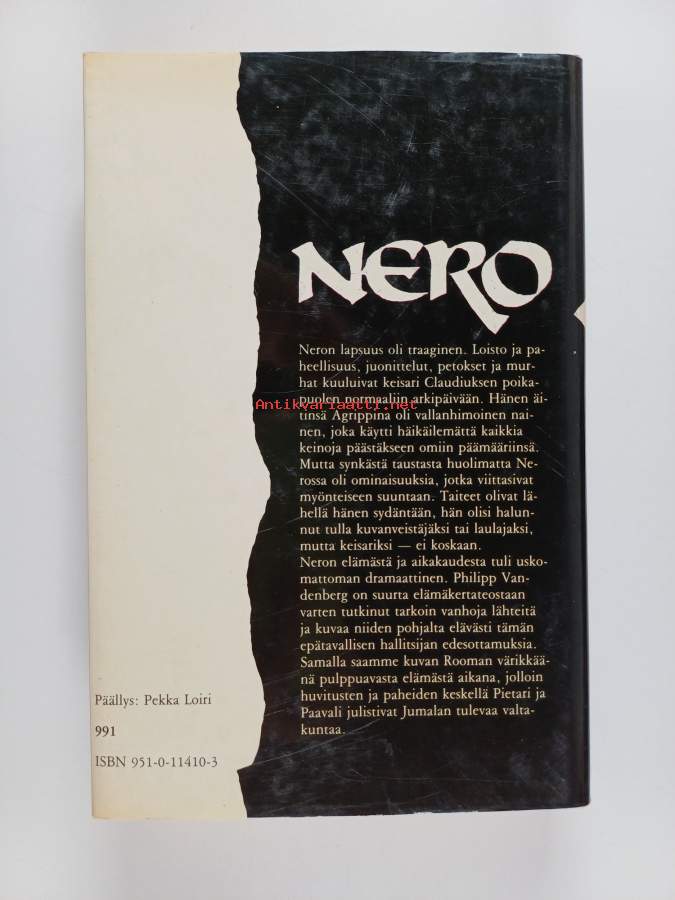 NERO
Neron lapsuus oli traaginen. Loisto ja pa-
heellisuus, juonittelut, petokset ja mur-
hat kuuluivat keisari Claudiuksen poika-
puolen normaaliin arkipäivään. Hänen äi-
Antikvariaatti.net
tinsä Agrippina oli vallanhimoinen nai-
nen, joka käytti häikäilemättä kaikkia
keinoja päästäkseen omiin päämääriinsä.
Mutta synkästä taustasta huolimatta Ne-
rossa oli ominaisuuksia, jotka viittasivat
myönteiseen suuntaan. Taiteet olivat lä-
hellä hänen sydäntään, hän olisi halun-
nut tulla kuvanveistäjäksi tai laulajaksi,
mutta keisariksi — ei koskaan.
Neron elämästä ja aikakaudesta tuli usko-
mattoman dramaattinen. Philipp Van-
denberg on suurta elämäkertateostaan
varten tutkinut tarkoin vanhoja lähteitä
ja kuvaa niiden pohjalta elävästi tämän
epätavallisen hallitsijan edesottamuksia.
Samalla saamme kuvan Rooman värikkää-
nä pulppuavasta elämästä aikana, jolloin
huvitusten ja paheiden keskellä Pietari ja
Paavali julistivat Jumalan tulevaa valta-
kuntaa.
Päällys: Pekka Loiri
991
ISBN 951-0-11410-3